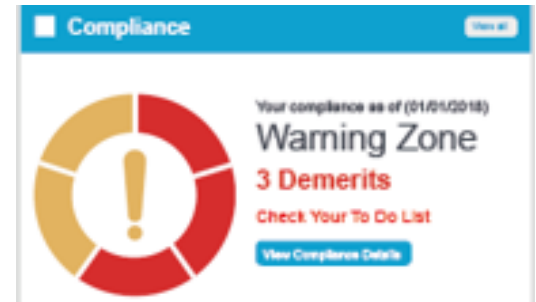 Compliance
View all
Your compliance as of (01/01/2018)
Warning Zone
3 Demerits
Check Your To Do List
View Compliance Details
!